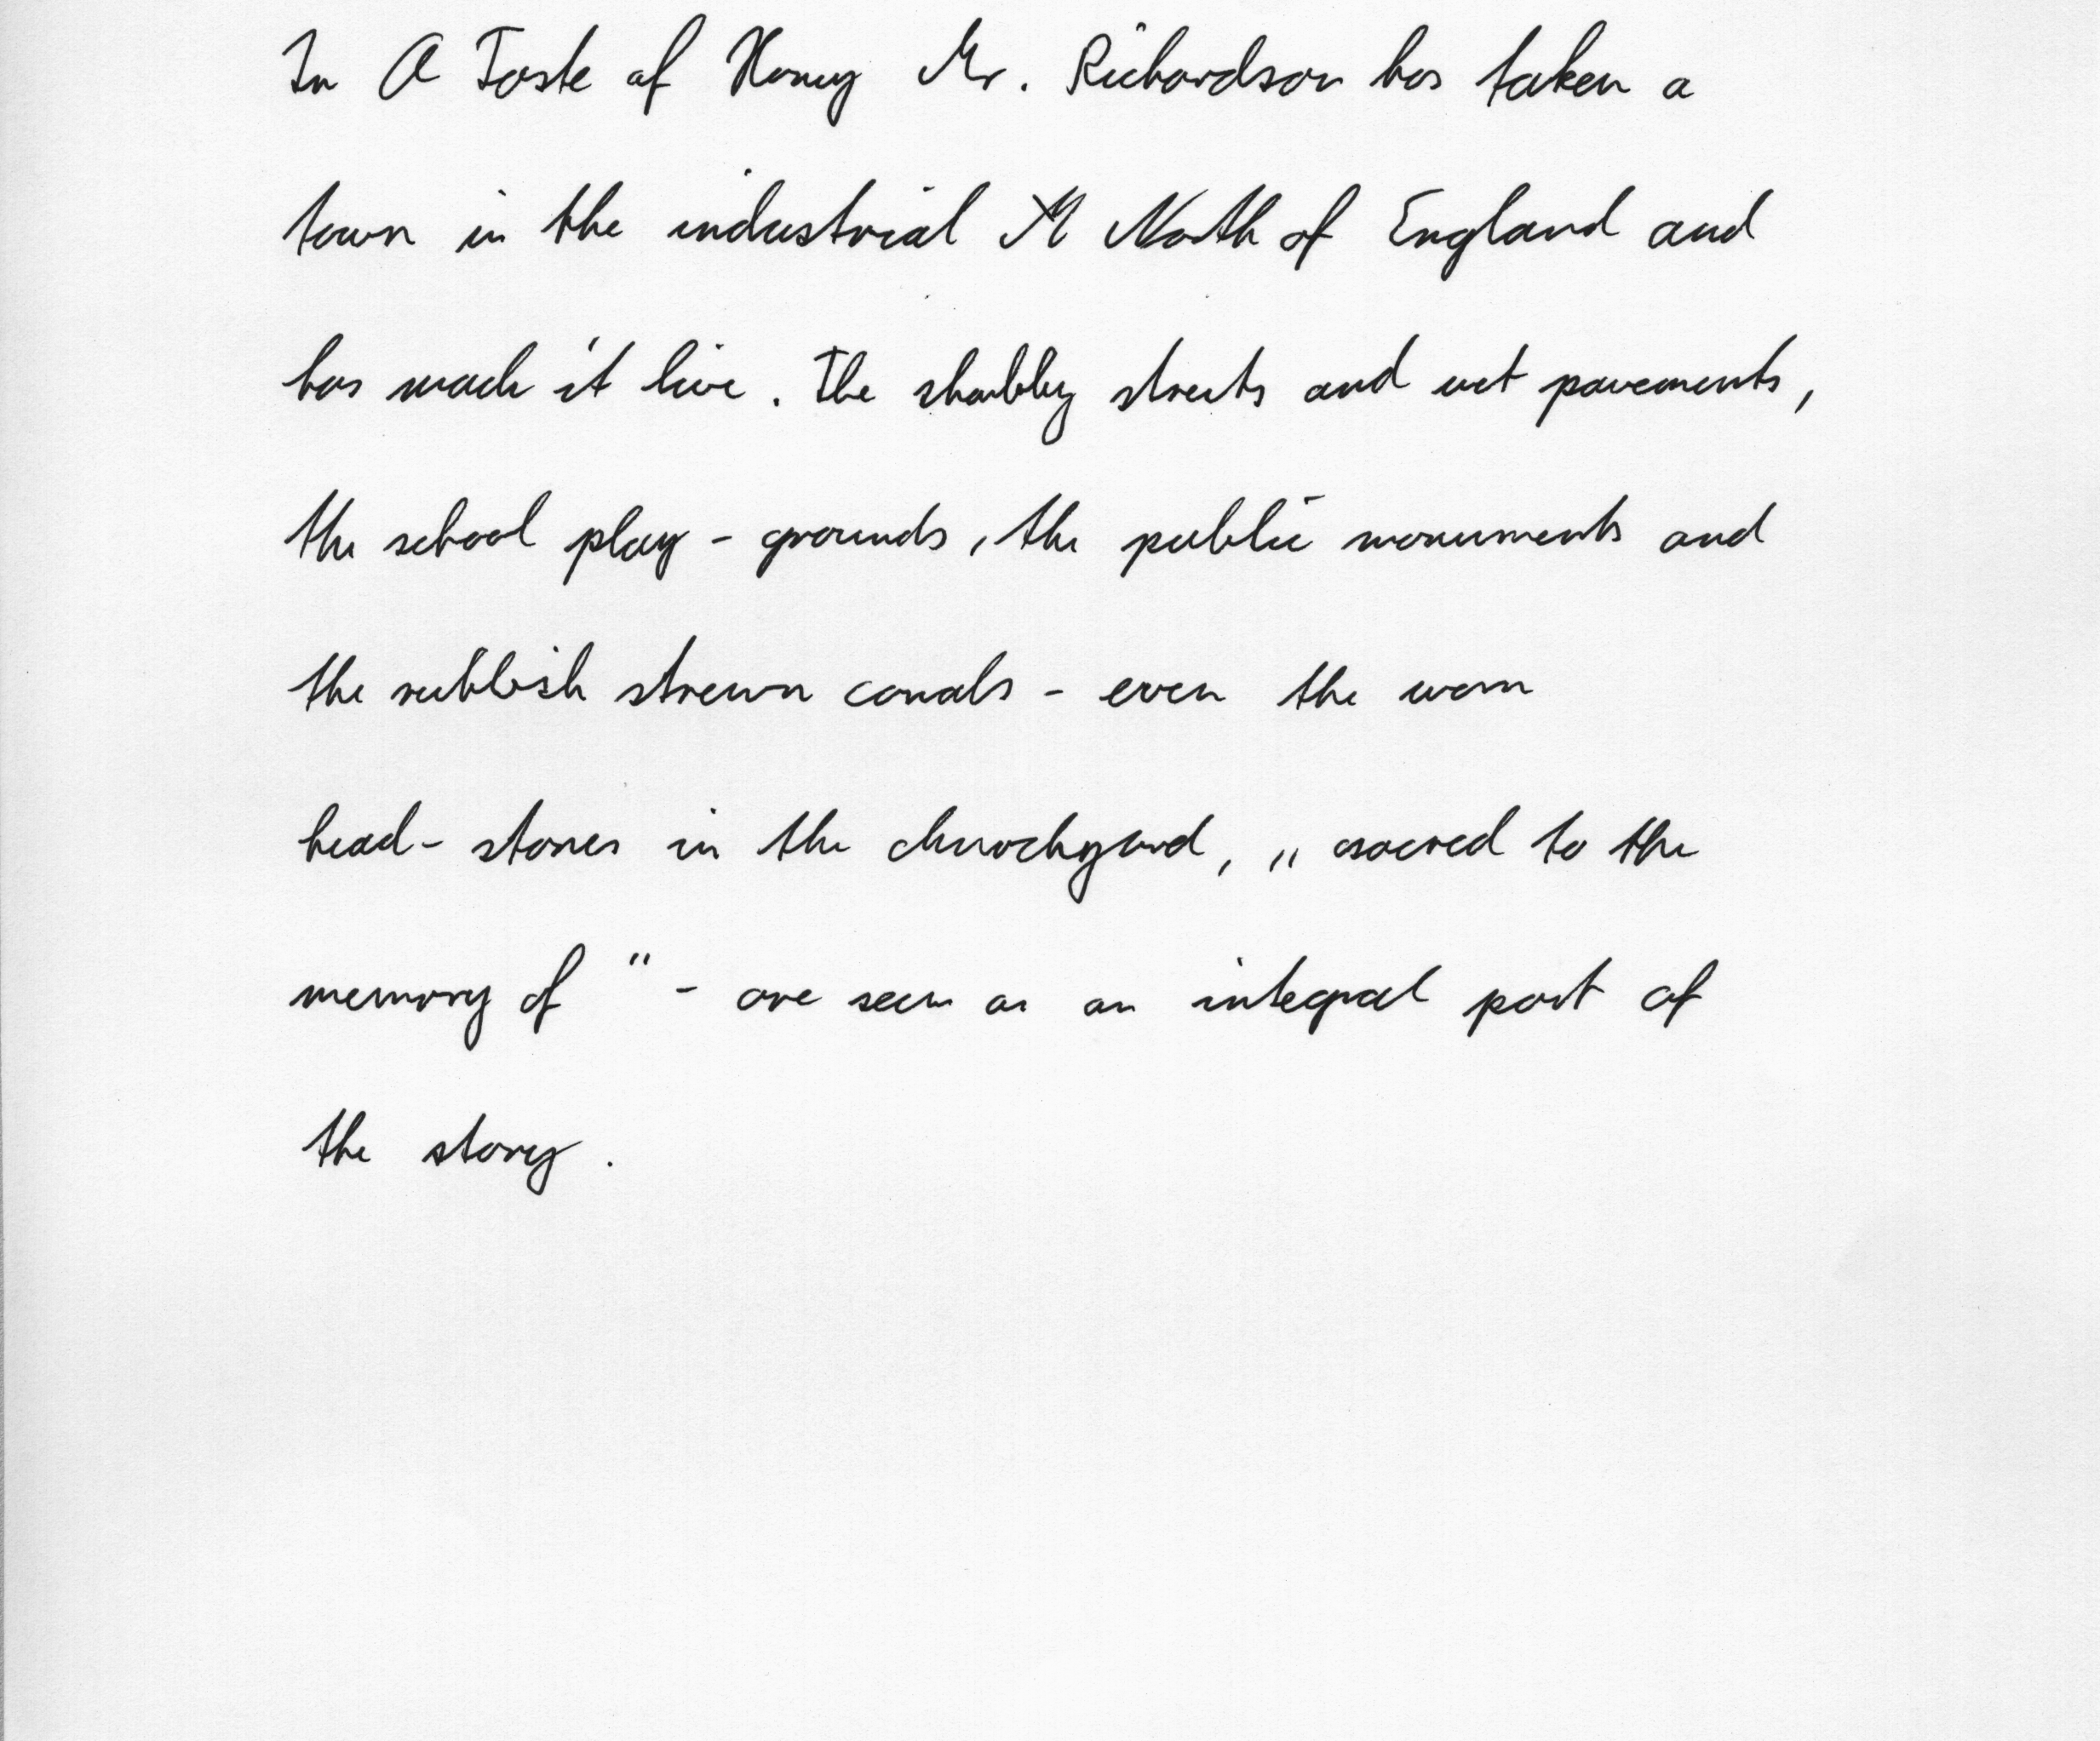 In A Taste of Honey Mr. Richardson has taken a
town in the industrial North of England and
has made it live. The shabby streets and wet pavements,
the school play - grounds, the public monuments and
the rubbish strewn canals - even the worn
head- stones in the churchyard, „ sacred to the
memory of “ - are seen as an integral part of
the story.